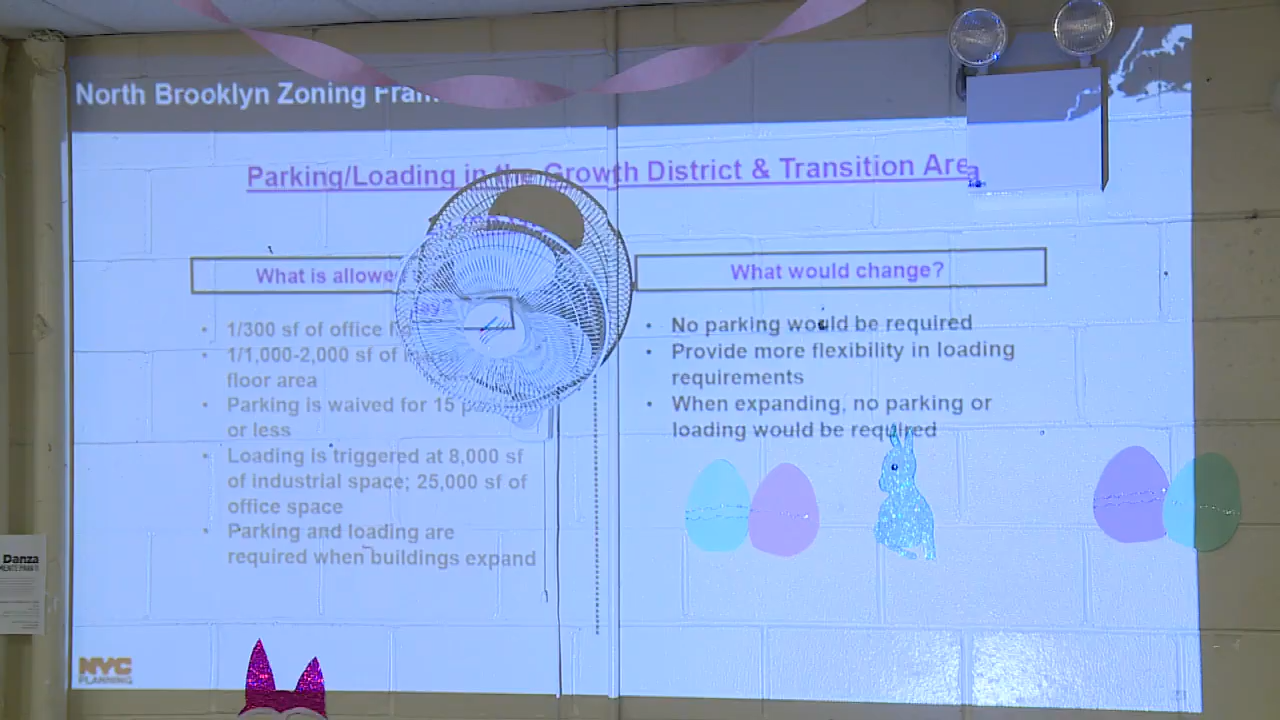 North Brooklyn Zoning
Parking/Loading in the Growth District & Transition Area
What is allowed
What would change?
• 1/300 sf of office
• 1/1,000-2,000 sf of
floor area
• Parking is waived for 15
or less
• Loading is triggered at 8,000 sf
of industrial space; 25,000 sf of
office space
• Parking and loading are
required when buildings expand
• No parking would be required
• Provide more flexibility in loading
requirements
• When expanding, no parking or
loading would be required
NYC
PLANNING
Danza